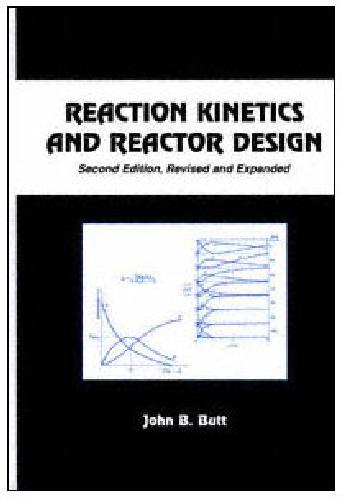 REACTION KINETICS
AND REACTOR DESIGN
Second Edition, Revised and Expanded
John B. Butt